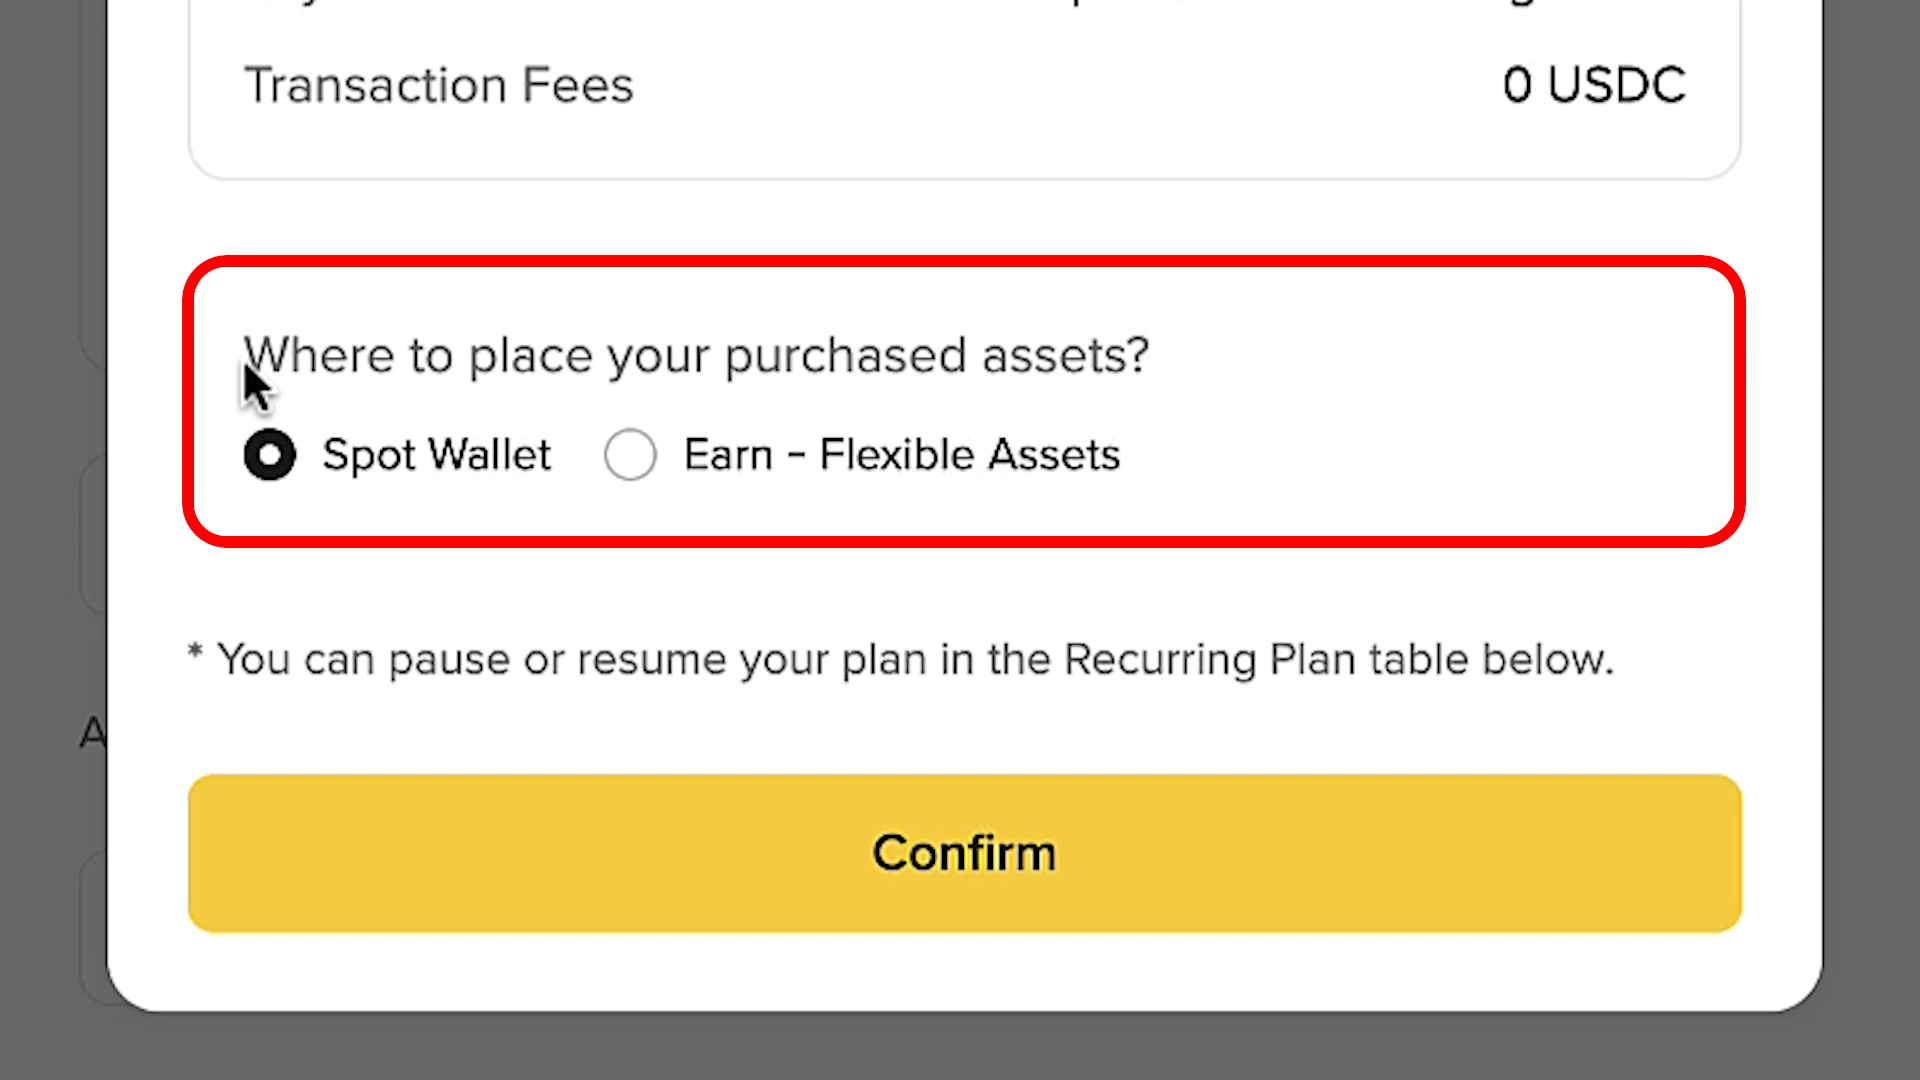 Transaction Fees 0 USDC
Where to place your purchased assets?
Spot Wallet Earn - Flexible Assets
* You can pause or resume your plan in the Recurring Plan table below.
Confirm